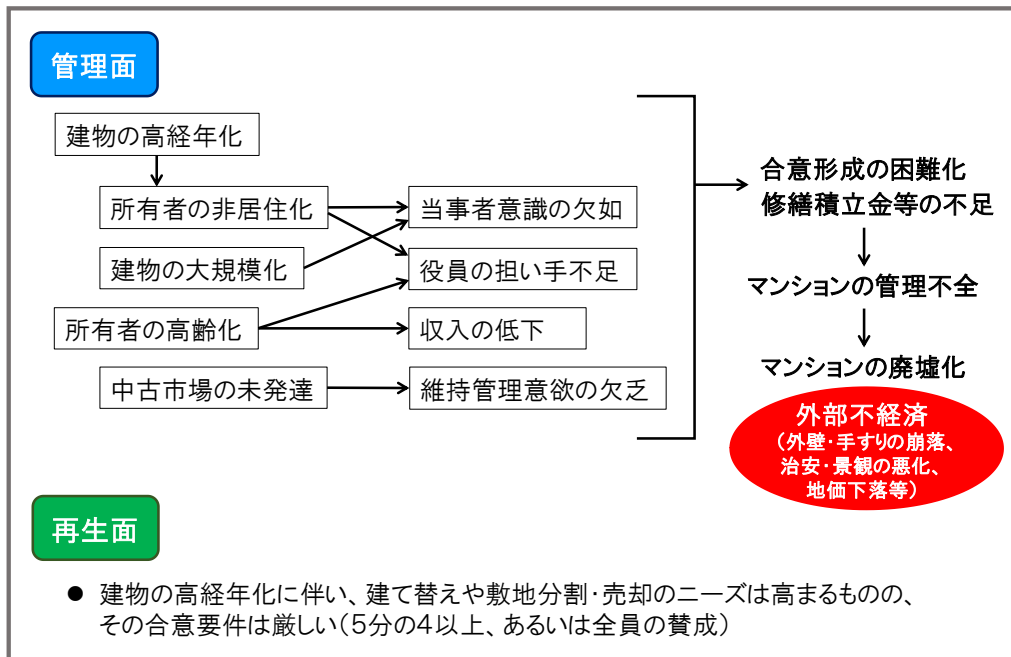 管理面
建物の高経年化
所有者の非居住化
建物の大規模化
所有者の高齢化
中古市場の未発達
当事者意識の欠如
役員の担い手不足
収入の低下
維持管理意欲の欠乏
合意形成の困難化
修繕積立金等の不足
マンションの管理不全
マンションの廃墟化
外部不経済
（外壁・手すりの崩落、
治安・景観の悪化、
地価下落等）
再生面
● 建物の高経年化に伴い、建て替えや敷地分割・売却のニーズは高まるものの、
その合意要件は厳しい（５分の４以上、あるいは全員の賛成）